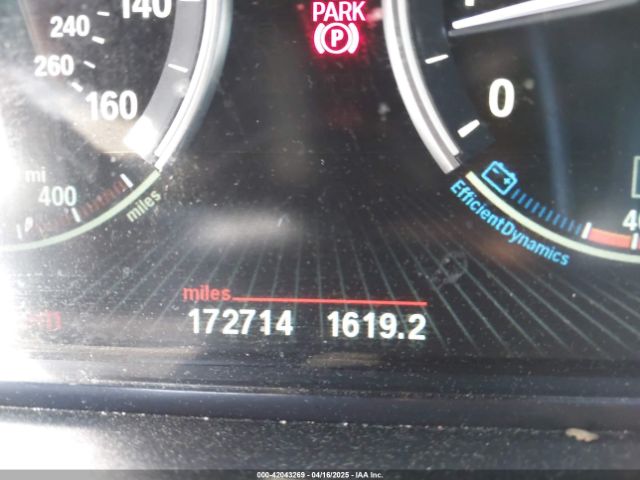 140
PARK
P
240
260
160
0
mi
400
miles
EfficientDynamics
miles
172714 1619.2
000-42043269 - 04/16/2025 - IAA Inc.